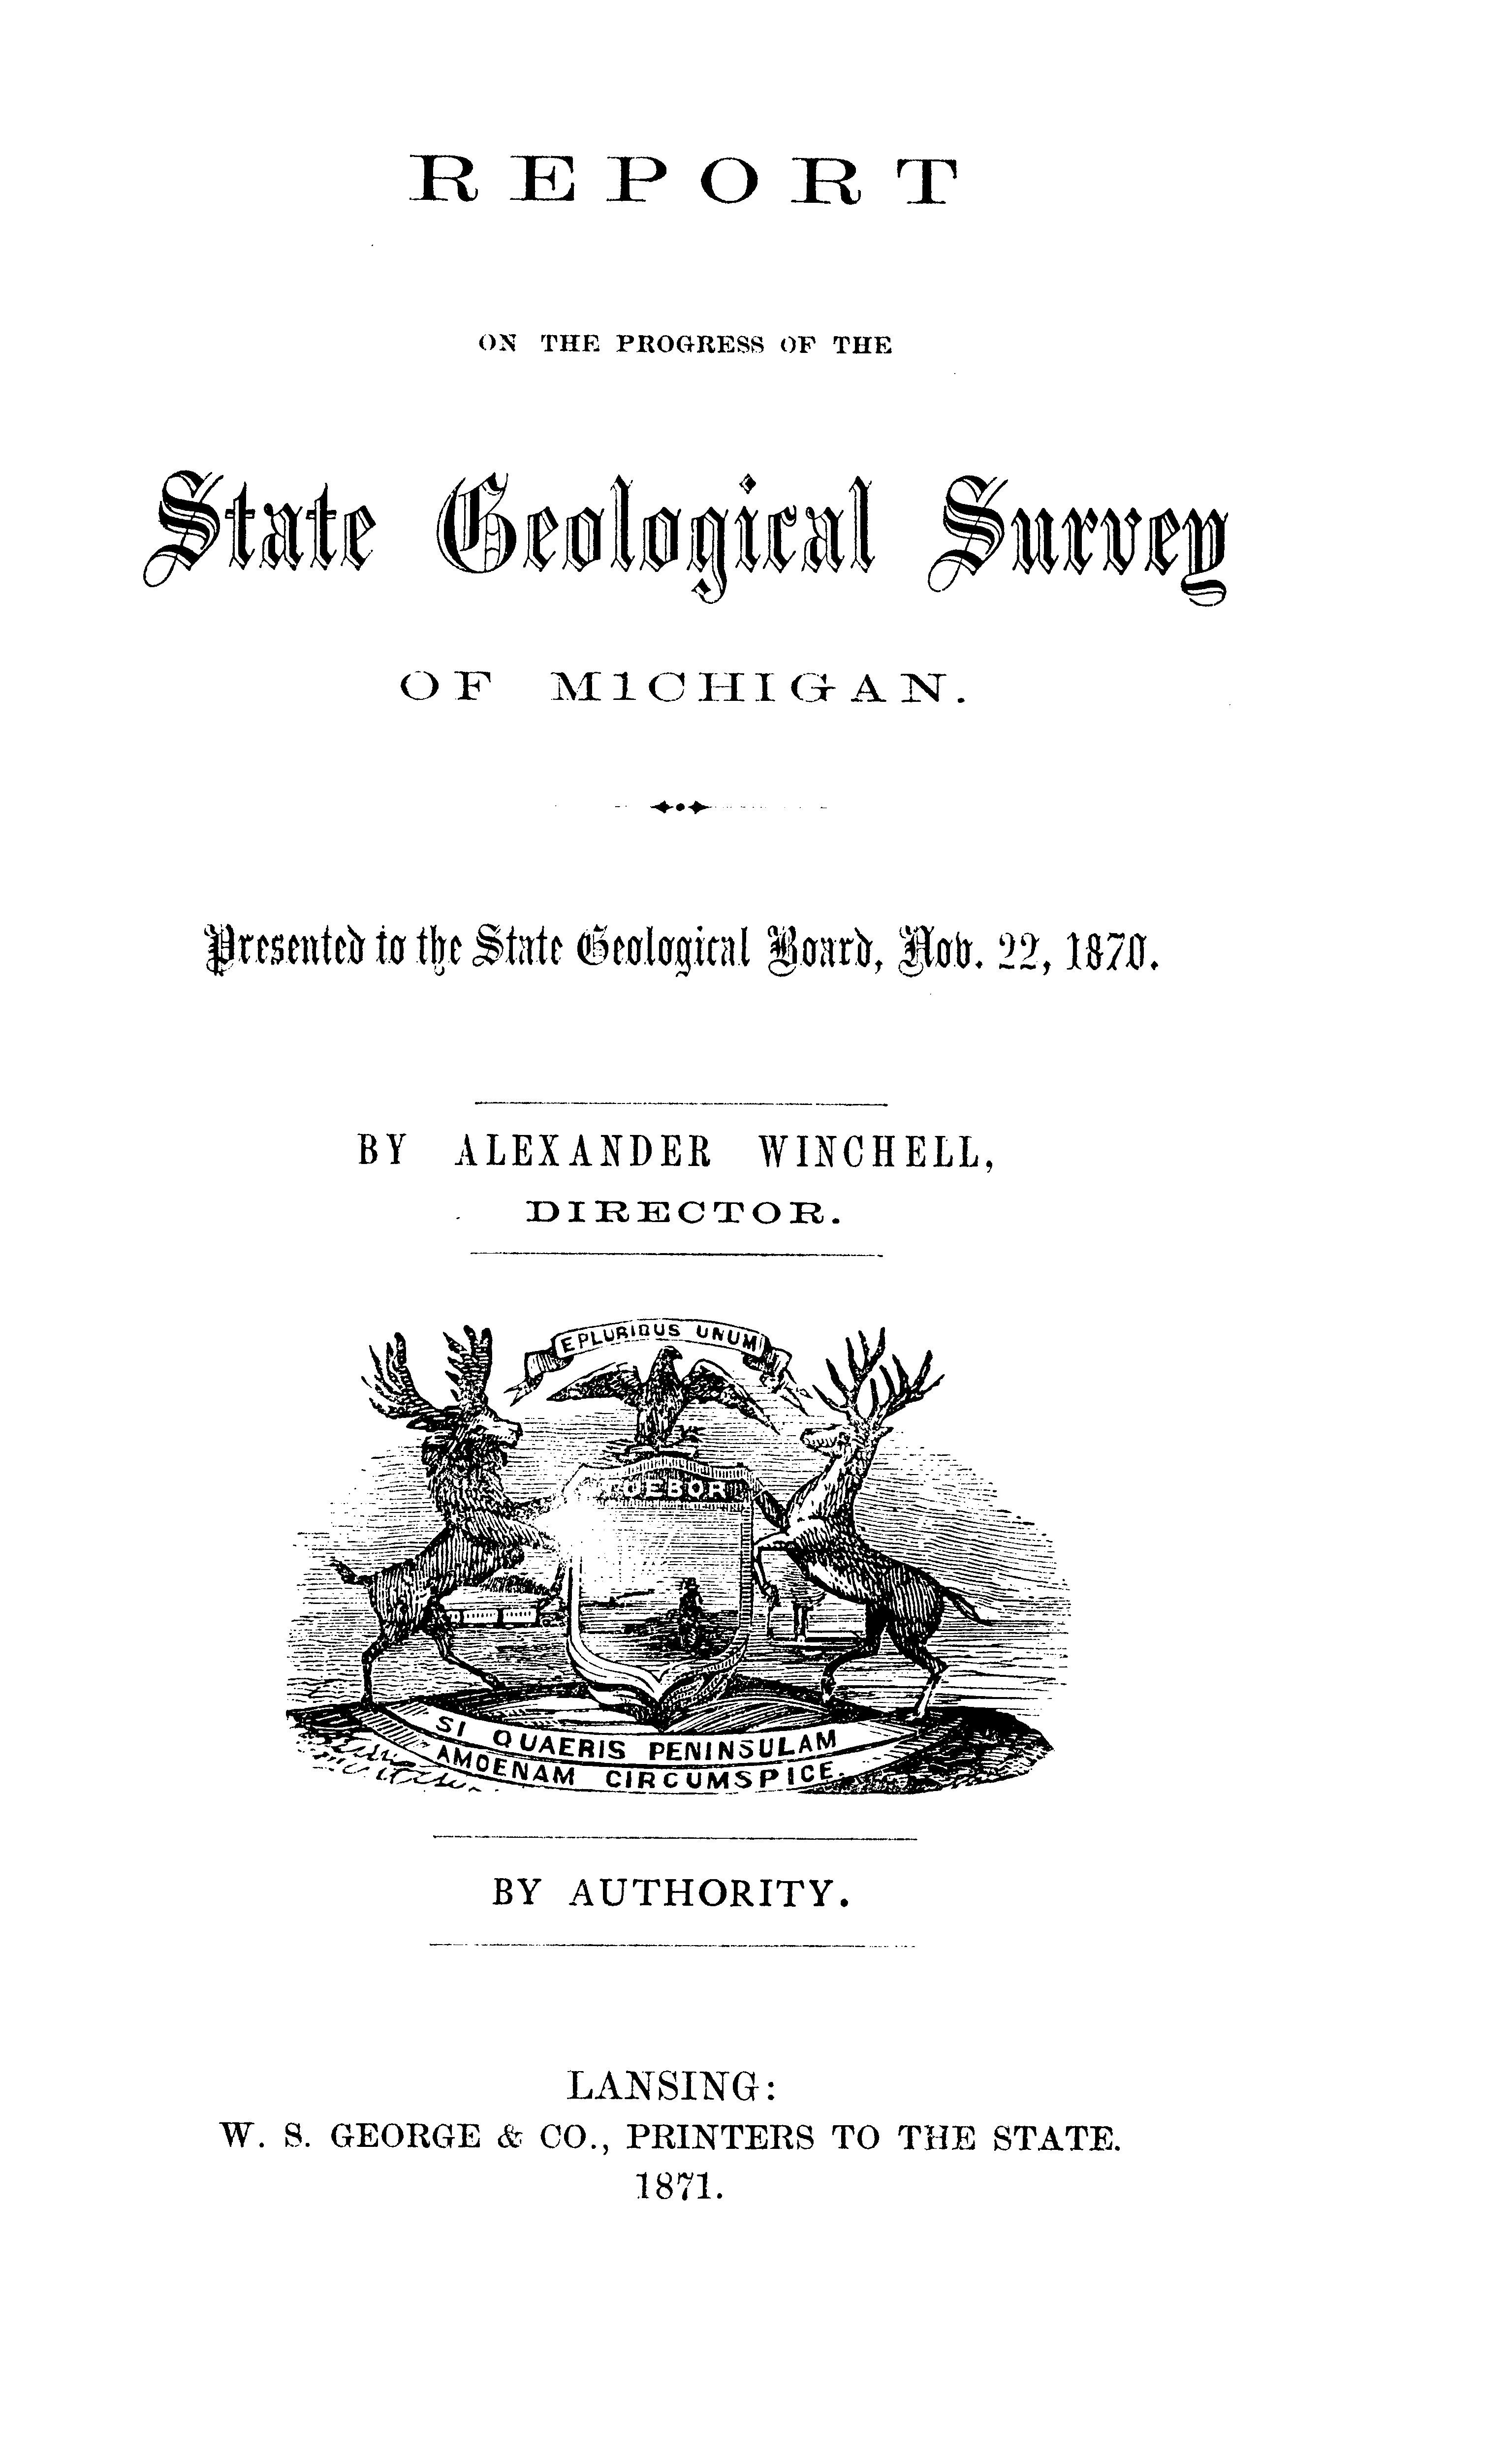 REPORT
ON THE PROGRESS OF THE
State Geological Survey
OF M1CHIGAN.
Presented to the State Geological Board, Nov. 22, 1870.
BY ALEXANDER WINCHELL,
DIRECTOR.
E PLURIBUS UNUM
TUEBOR
SI QUAERIS PENINSULAM
AMOENAM CIRCUMSPICE.
BY AUTHORITY.
LANSING:
W. S. GEORGE & CO., PRINTERS TO THE STATE.
1871.